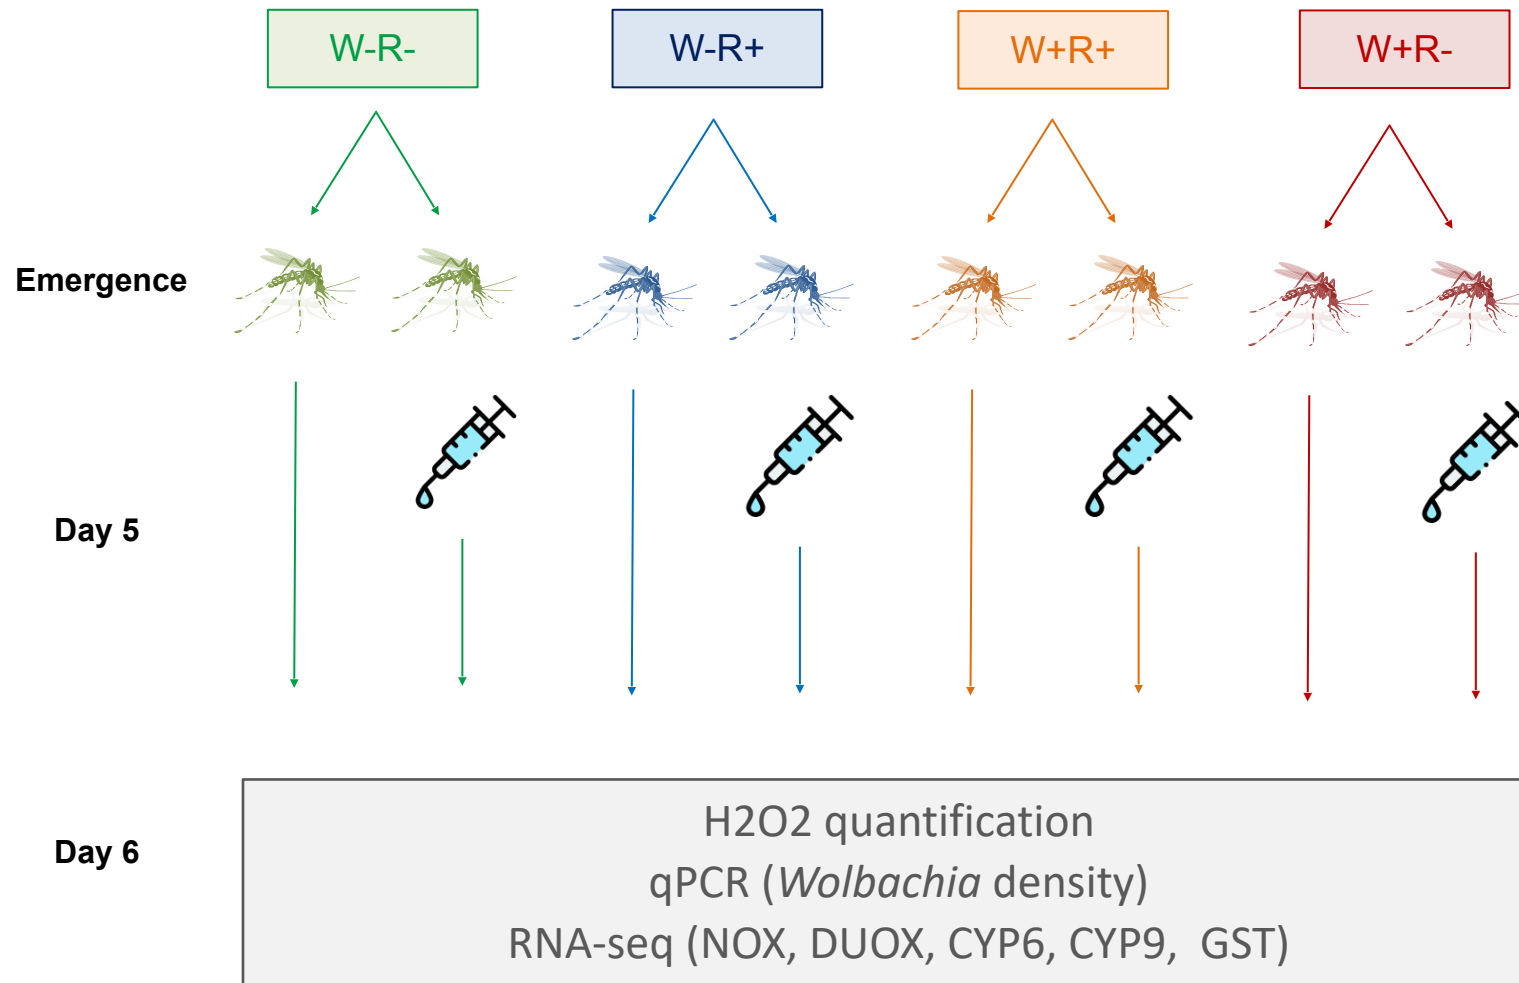 W-R-
W-R+
W+R+
W+R-
Emergence
Day 5
Day 6
H2O2 quantification
qPCR (Wolbachia density)
RNA-seq (NOX, DUOX, CYP6, CYP9, GST)